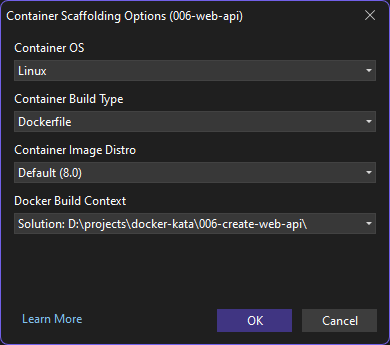 Container Scaffolding Options (006-web-api)
Container OS
Linux
Container Build Type
Dockerfile
Container Image Distro
Default (8.0)
Docker Build Context
Solution: D:\projects\docker-kata\006-create-web-api\
Learn More
OK
Cancel